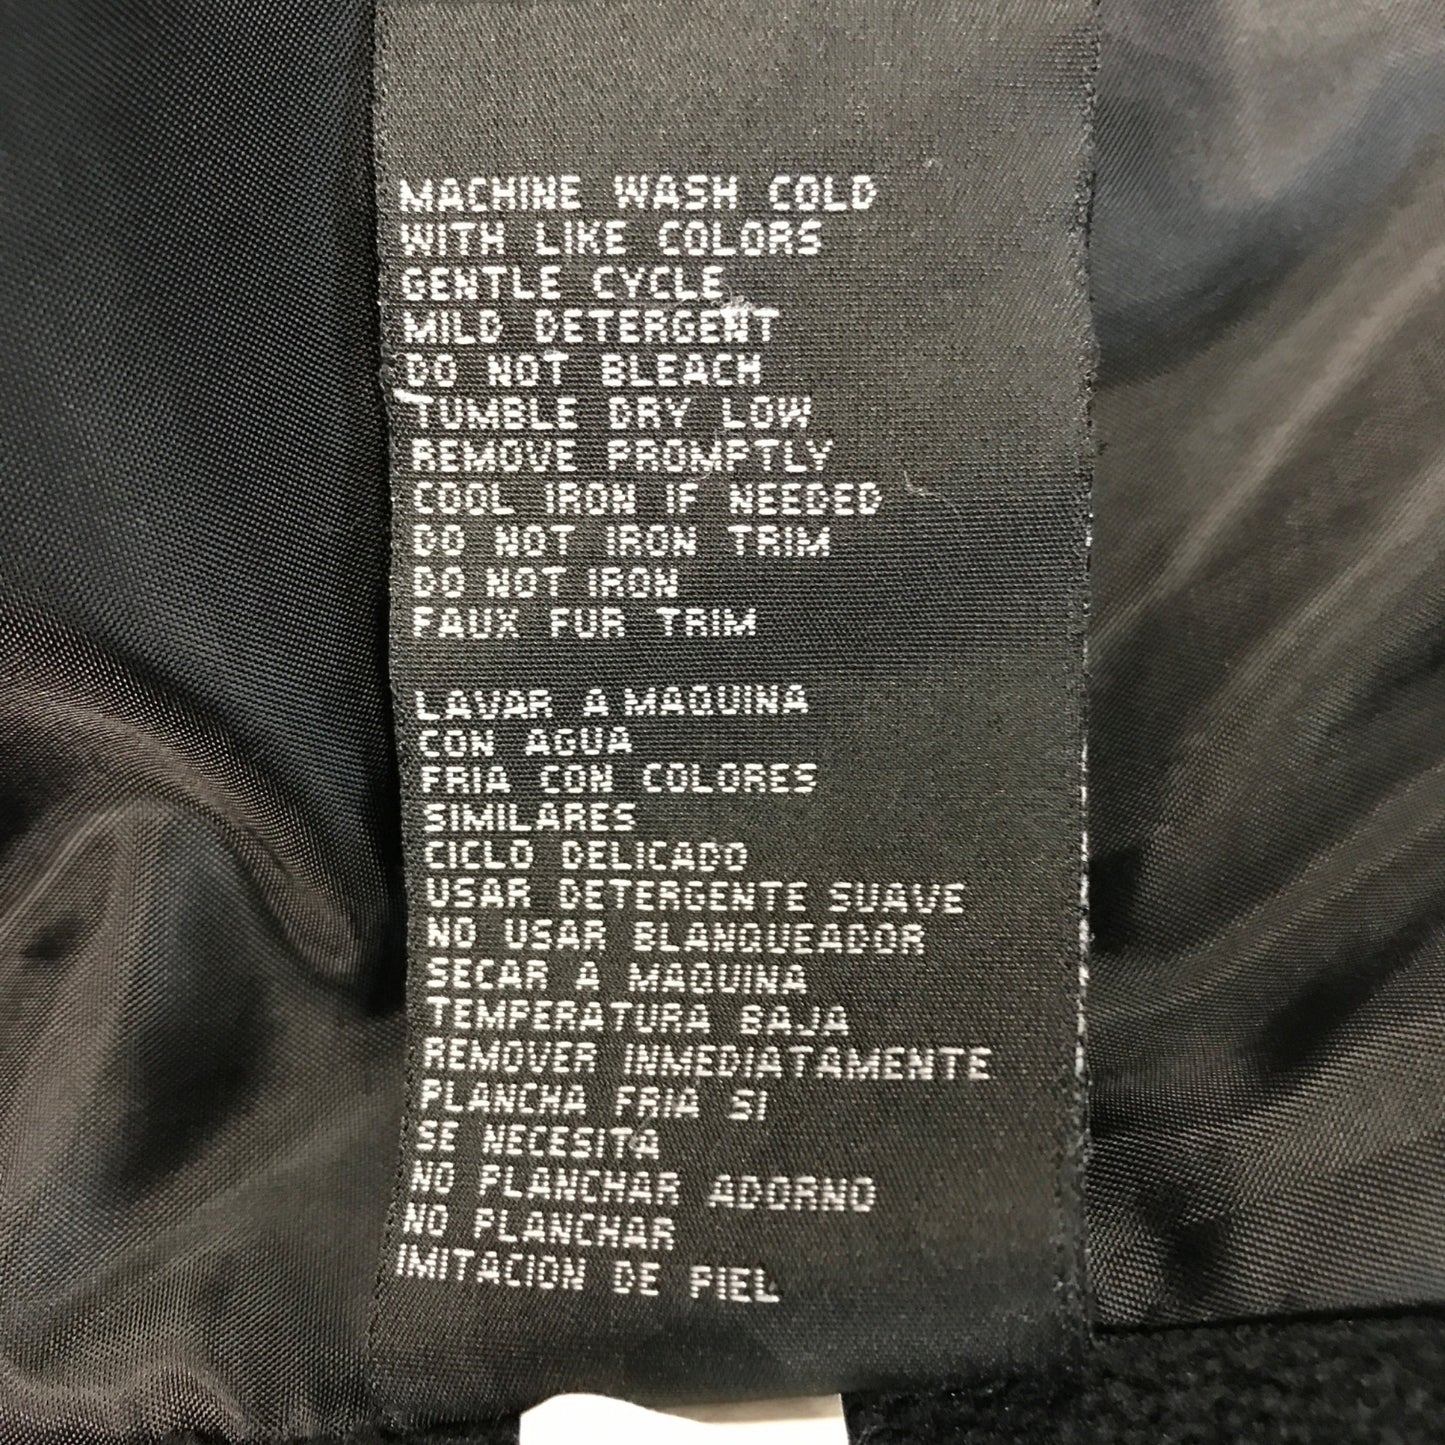 MACHINE WASH COLD
WITH LIKE COLORS
GENTLE CYCLE
MILD DETERGENT
DO NOT BLEACH
TUMBLE DRY LOW
REMOVE PROMPTLY
COOL IRON IF NEEDED
DO NOT IRON TRIM
DO NOT IRON
FAUX FUR TRIM
LAVAR A MAQUINA
CON AGUA
FRIA CON COLORES
SIMILARES
CICLO DELICADO
USAR DETERGENTE SUAVE
NO USAR BLANQUEADOR
SECAR A MAQUINA
TEMPERATURA BAJA
REMOVER INMEDIATAMENTE
PLANCHA FRIA SI
SE NECESITA
NO PLANCHAR ADORNO
NO PLANCHAR
IMITACION DE PIEL